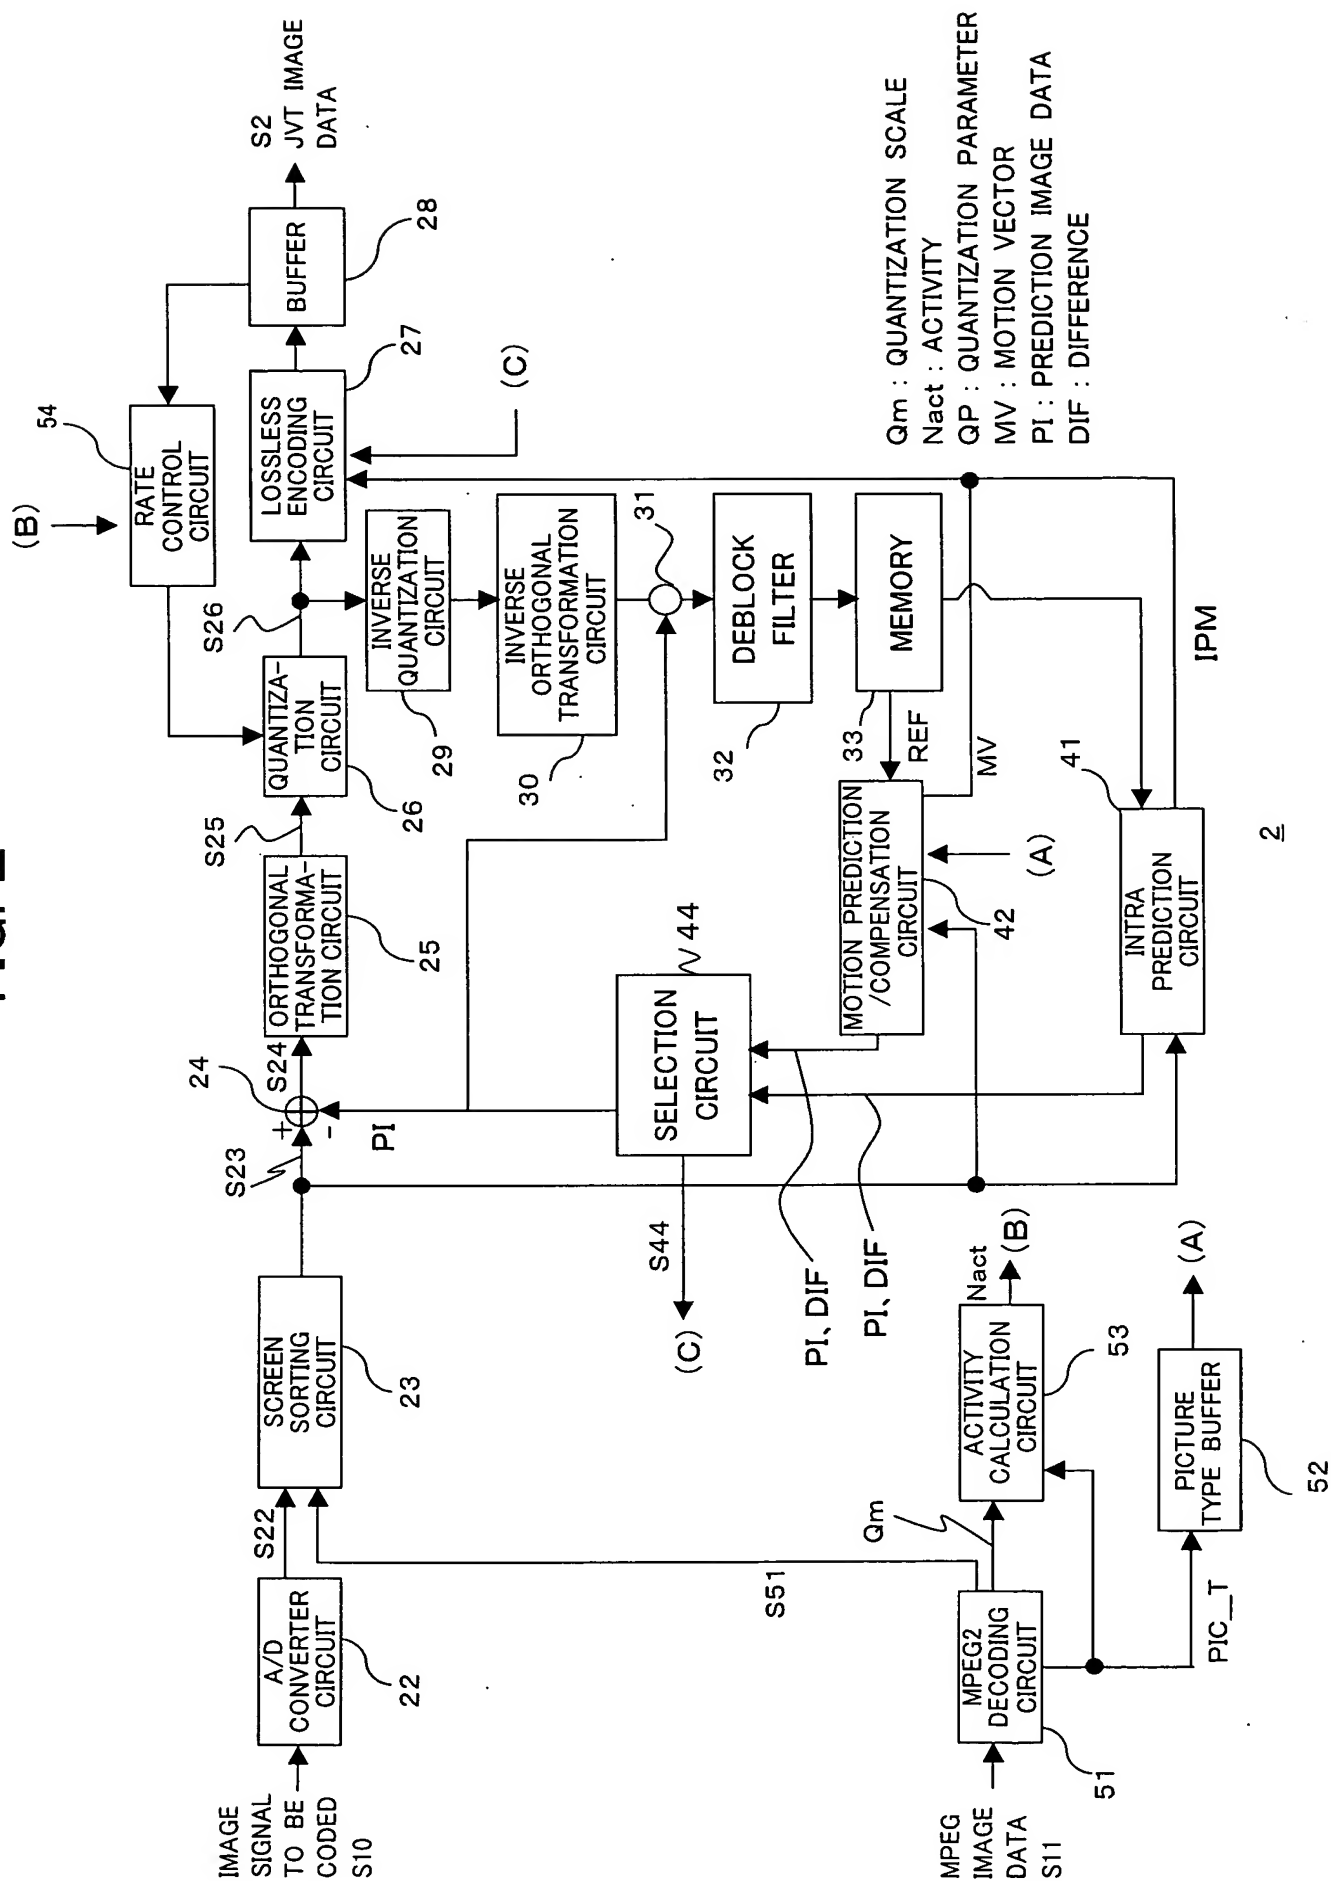 IMAGE
SIGNAL
TO BE
CODED
S10
A/D
CONVERTER
CIRCUIT
22
S22
SCREEN
SORTING
CIRCUIT
23
S23
+
-
24
S24
PI
ORTHOGONAL
TRANSFORMA-
TION CIRCUIT
25
S25
QUANTIZA-
TION
CIRCUIT
26
S26
(B)
RATE
CONTROL
CIRCUIT
54
LOSSLESS
ENCODING
CIRCUIT
27
(C)
BUFFER
28
S2
JVT IMAGE
DATA
INVERSE
QUANTIZATION
CIRCUIT
29
INVERSE
ORTHOGONAL
TRANSFORMATION
CIRCUIT
30
31
DEBLOCK
FILTER
32
MEMORY
33
REF
MV
SELECTION
CIRCUIT
44
S44
(C)
MOTION PREDICTION
/COMPENSATION
CIRCUIT
42
(A)
PI、DIF
PI、DIF
INTRA
PREDICTION
CIRCUIT
41
IPM
MPEG
IMAGE
DATA
S11
MPEG2
DECODING
CIRCUIT
51
S51
Qm
ACTIVITY
CALCULATION
CIRCUIT
53
Nact
(B)
PIC_T
PICTURE
TYPE BUFFER
52
(A)
2
Qm : QUANTIZATION SCALE
Nact : ACTIVITY
QP : QUANTIZATION PARAMETER
MV : MOTION VECTOR
PI : PREDICTION IMAGE DATA
DIF : DIFFERENCE